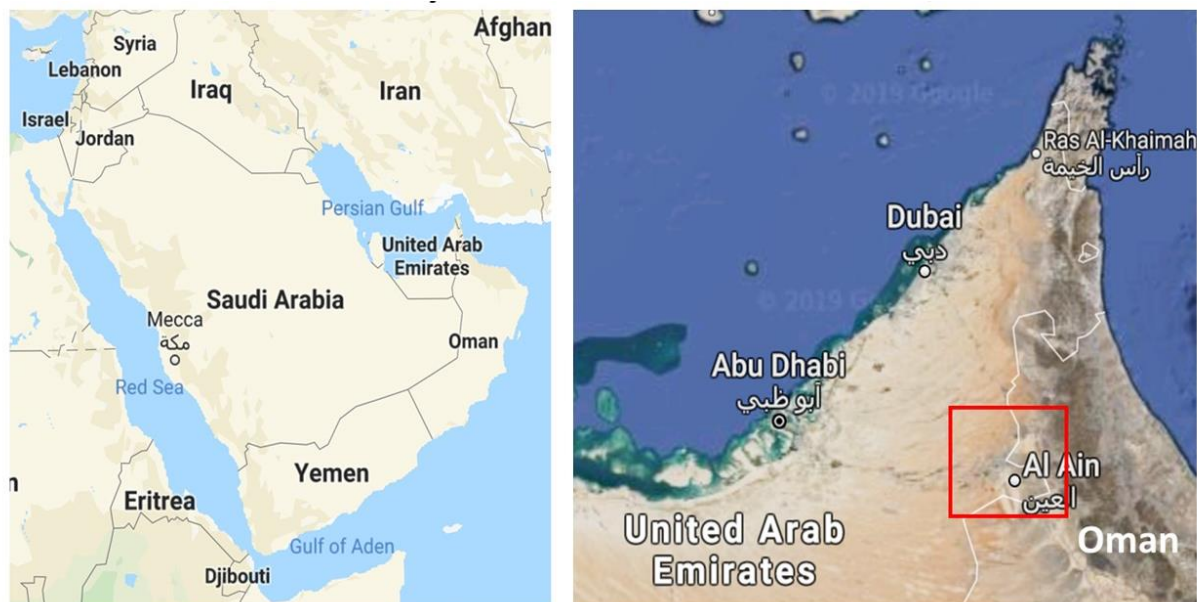 Afghan
Syria
Lebanon
Iraq
Iran
Israel
Jordan
Persian Gulf
United Arab
Emirates
Saudi Arabia
Mecca
مكة
Oman
Red Sea
Yemen
Eritrea
Gulf of Aden
Djibouti
n
© 2019 Google
Ras Al-Khaimah
رأس الخيمة
Dubai
دبي
© 2019 G
Abu Dhabi
أبو ظبي
Al Ain
العين
United Arab
Emirates
Oman